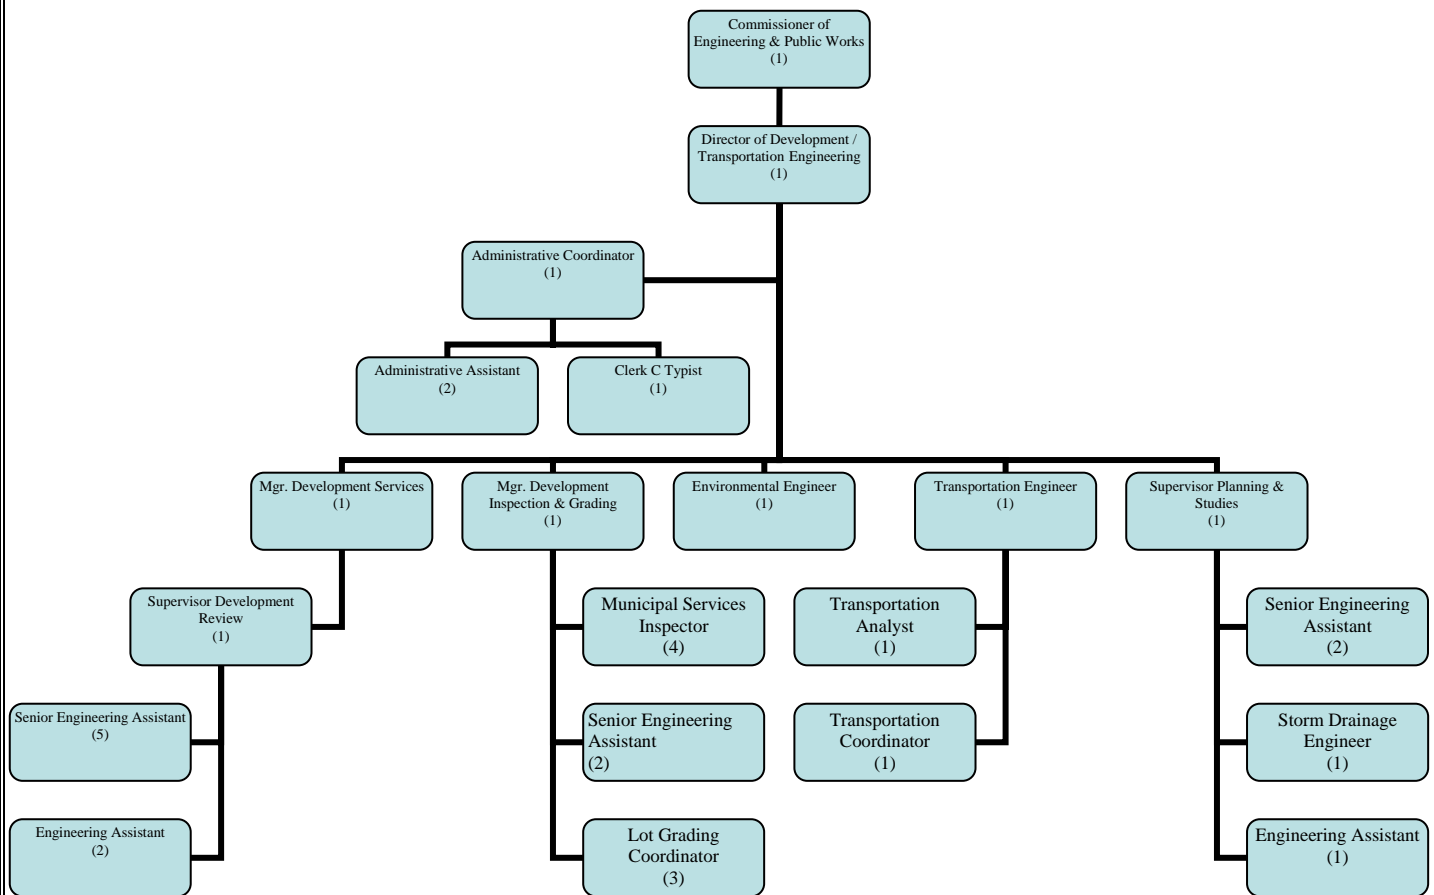 Commissioner of
Engineering & Public Works
(1)
Director of Development /
Transportation Engineering
(1)
Administrative Coordinator
(1)
Administrative Assistant
(2)
Clerk C Typist
(1)
Mgr. Development Services
(1)
Mgr. Development
Inspection & Grading
(1)
Environmental Engineer
(1)
Transportation Engineer
(1)
Supervisor Planning &
Studies
(1)
Supervisor Development
Review
(1)
Municipal Services
Inspector
(4)
Transportation
Analyst
(1)
Senior Engineering
Assistant
(2)
Senior Engineering Assistant
(5)
Senior Engineering
Assistant
(2)
Transportation
Coordinator
(1)
Storm Drainage
Engineer
(1)
Engineering Assistant
(2)
Lot Grading
Coordinator
(3)
Engineering Assistant
(1)